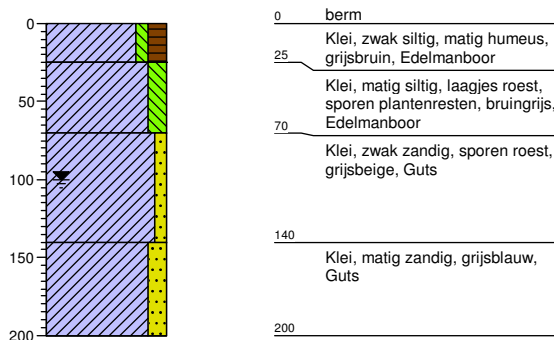 0
50
100
150
200
0 berm
Klei, zwak siltig, matig humeus,
grijsbruin, Edelmanboor
25
Klei, matig siltig, laagjes roest,
sporen plantenresten, bruingrijs,
Edelmanboor
70
Klei, zwak zandig, sporen roest,
grijsbeige, Guts
140
Klei, matig zandig, grijsblauw,
Guts
200